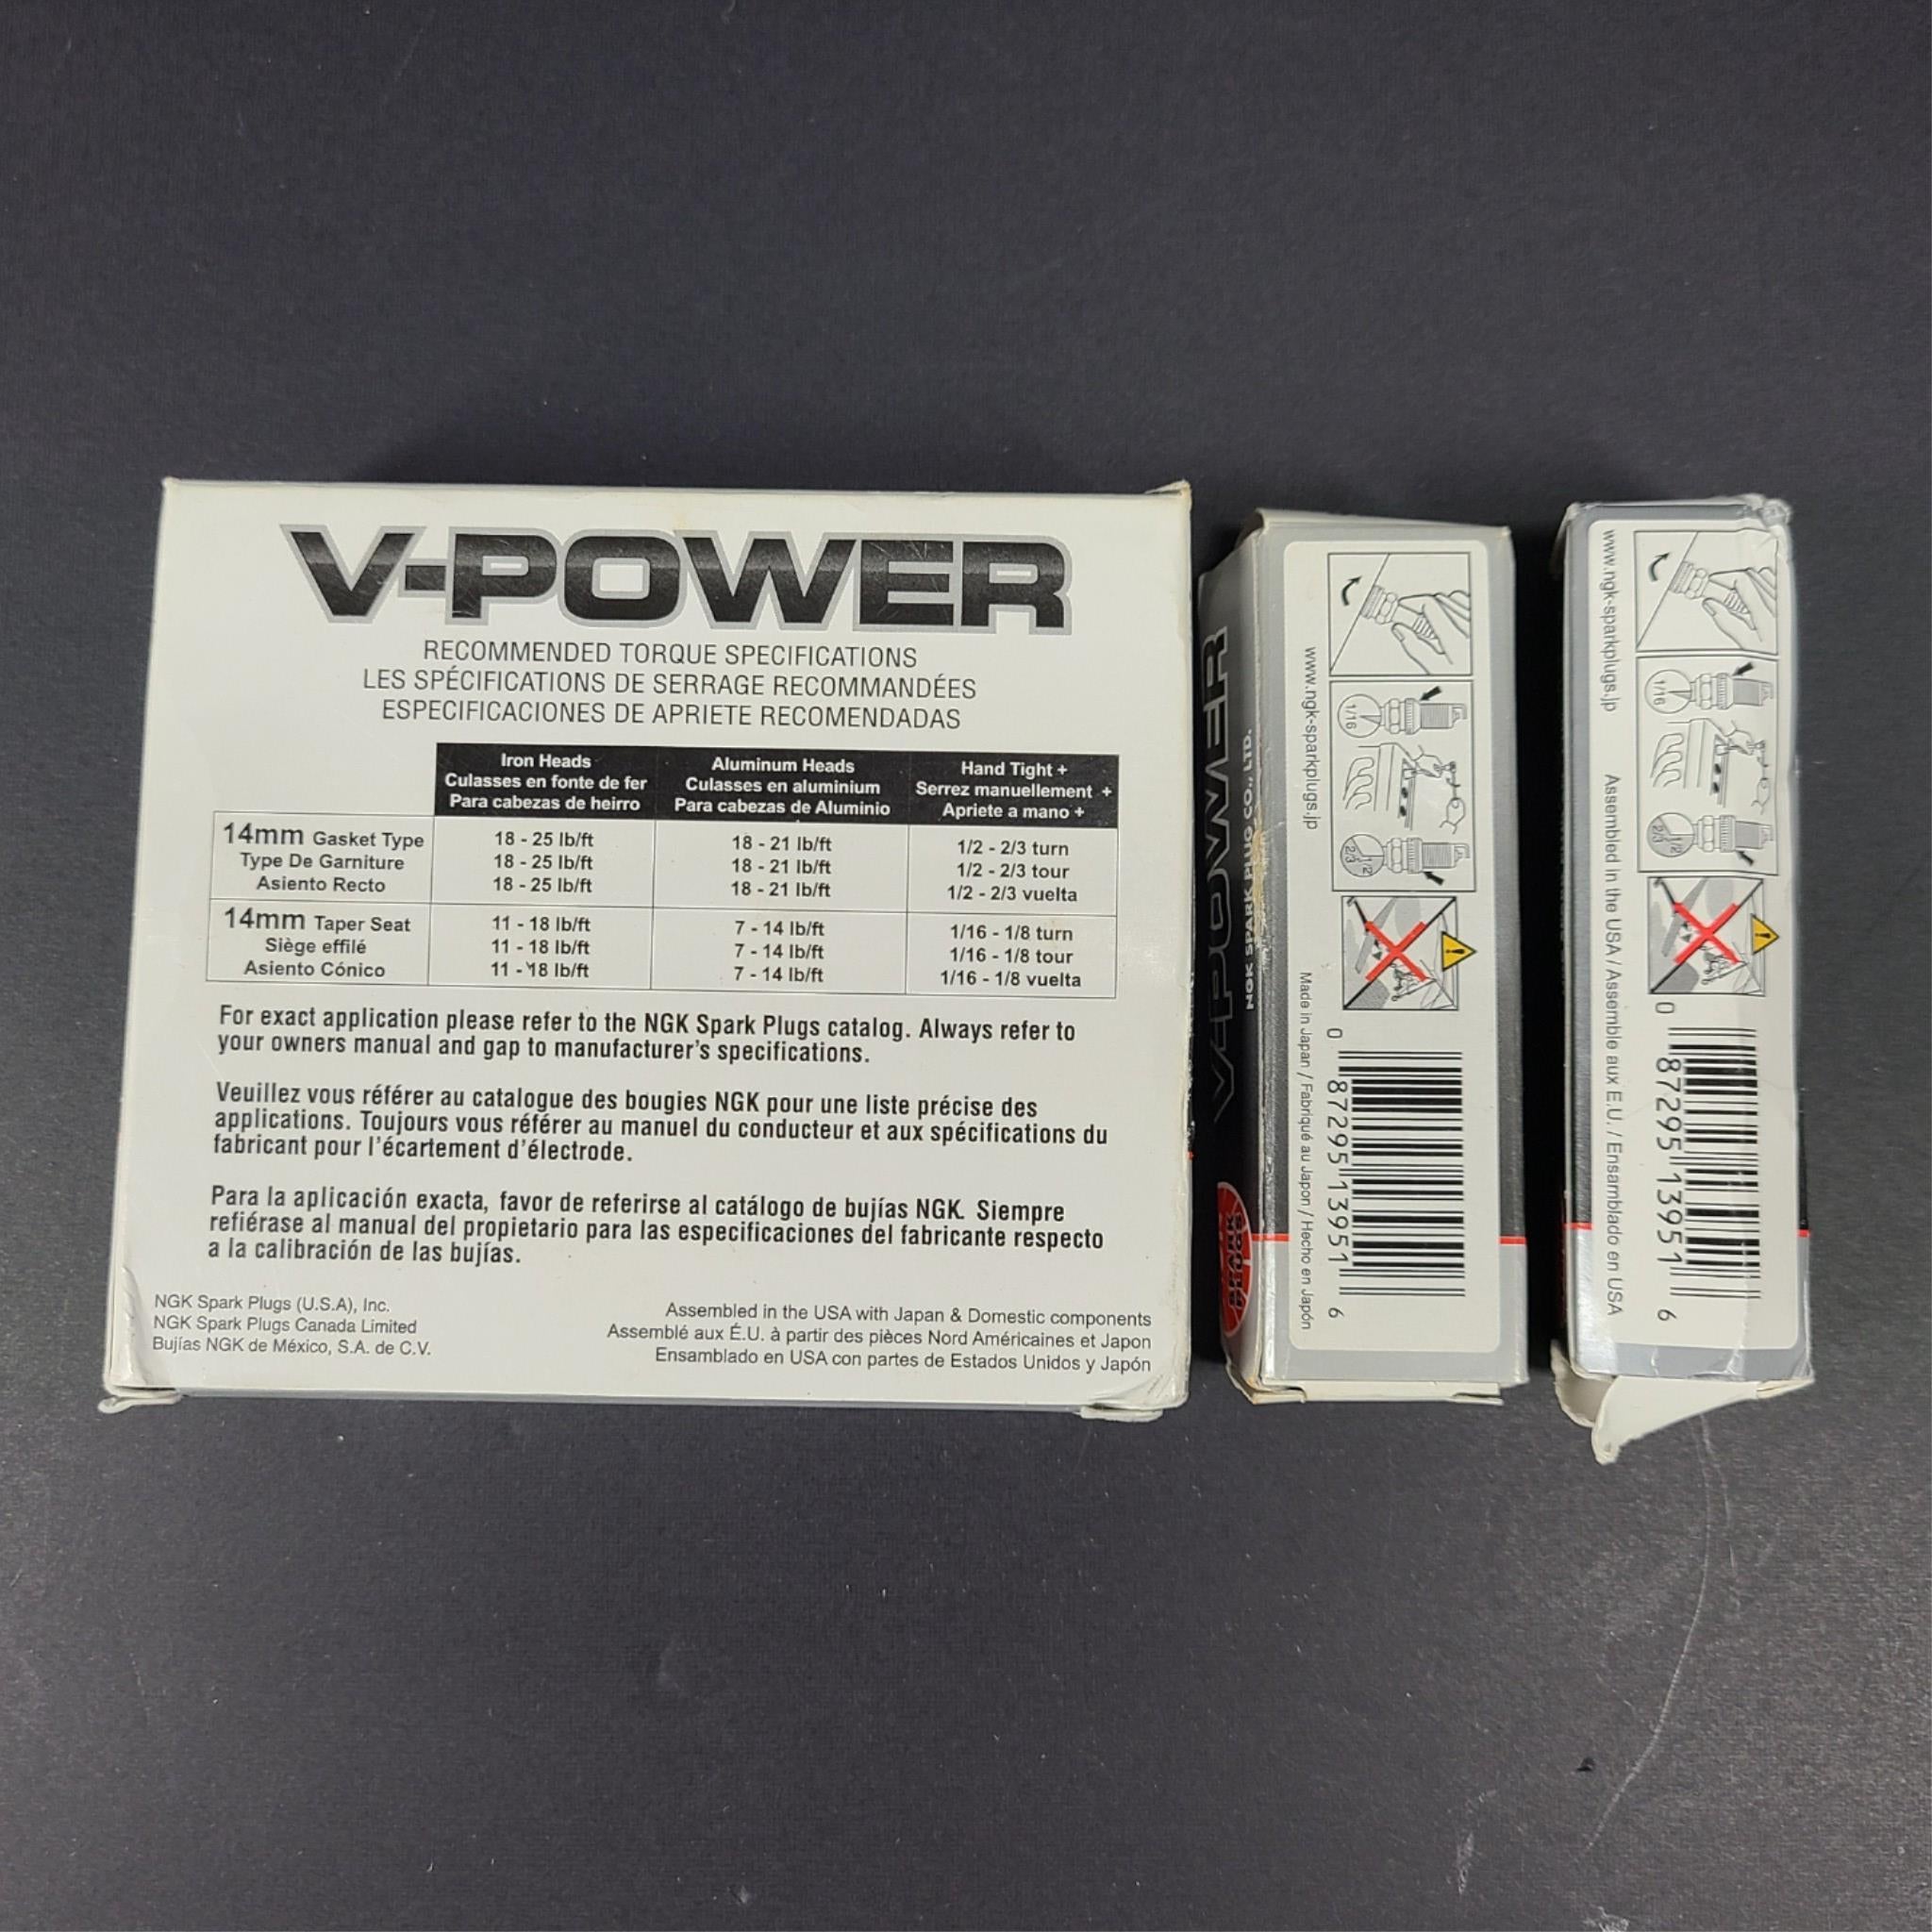 V-POWER
RECOMMENDED TORQUE SPECIFICATIONS
LES SPÉCIFICATIONS DE SERRAGE RECOMMANDÉES
ESPECIFICACIONES DE APRIETE RECOMENDADAS
Iron Heads Aluminum Heads Hand Tight +
Culasses en fonte de fer Culasses en aluminium Serrez manuellement +
Para cabezas de heirro Para cabezas de Aluminio Apriete a mano +
14mm Gasket Type 18 - 25 lb/ft 18 - 21 lb/ft 1/2 - 2/3 turn
Type De Garniture 18 - 25 lb/ft 18 - 21 lb/ft 1/2 - 2/3 tour
Asiento Recto 18 - 25 lb/ft 18 - 21 lb/ft 1/2 - 2/3 vuelta
14mm Taper Seat 11 - 18 lb/ft 7 - 14 lb/ft 1/16 - 1/8 turn
Siège effilé 11 - 18 lb/ft 7 - 14 lb/ft 1/16 - 1/8 tour
Asiento Cónico 11 - 18 lb/ft 7 - 14 lb/ft 1/16 - 1/8 vuelta
For exact application please refer to the NGK Spark Plugs catalog. Always refer to
your owners manual and gap to manufacturer's specifications.
Veuillez vous référer au catalogue des bougies NGK pour une liste précise des
applications. Toujours vous référer au manuel du conducteur et aux spécifications du
fabricant pour l'écartement d'électrode.
Para la aplicación exacta, favor de referirse al catálogo de bujías NGK. Siempre
refiérase al manual del propietario para las especificaciones del fabricante respecto
a la calibración de las bujías.
NGK Spark Plugs (U.S.A), Inc.
NGK Spark Plugs Canada Limited
Bujías NGK de México, S.A. de C.V.
Assembled in the USA with Japan & Domestic components
Assemblé aux É.U. à partir des pièces Nord Américaines et Japon
Ensamblado en USA con partes de Estados Unidos y Japón
V-POWER
NGK SPARK PLUG CO., LTD.
SPARK
PLUGS
www.ngk-sparkplugs.jp Made in Japan / Fabriqué au Japon / Hecho en Japón
1/16
1/2
2/3
0 87295 13951 6
www.ngk-sparkplugs.jp Assembled in the USA / Assemble aux E.U. / Ensamblado en USA
1/16
1/2
2/3
0 87295 13951 6